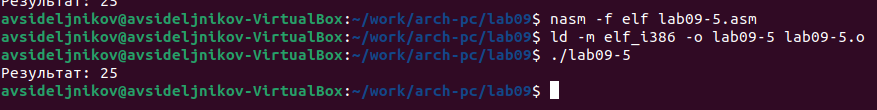 Результат: 25
avsideljnikov@avsideljnikov-VirtualBox:~/work/arch-pc/lab09$ nasm -f elf lab09-5.asm
avsideljnikov@avsideljnikov-VirtualBox:~/work/arch-pc/lab09$ ld -m elf_i386 -o lab09-5 lab09-5.o
avsideljnikov@avsideljnikov-VirtualBox:~/work/arch-pc/lab09$ ./lab09-5
Результат: 25
avsideljnikov@avsideljnikov-VirtualBox:~/work/arch-pc/lab09$